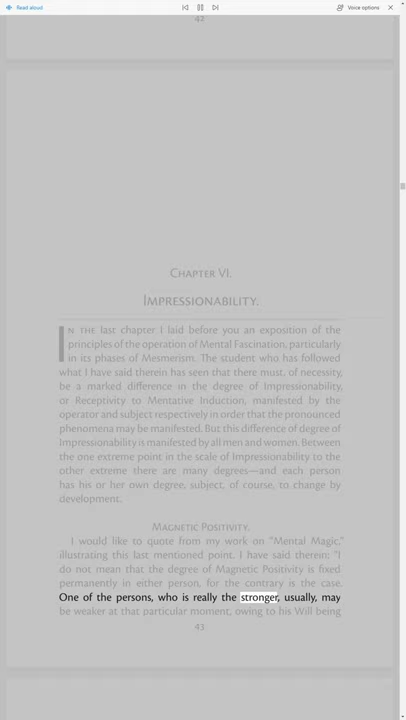 Read aloud
Voice options
42
Chapter VI.
Impressionability.
In the last chapter I laid before you an exposition of the
principles of the operation of Mental Fascination, particularly
in its phases of Mesmerism. The student who has followed
what I have said therein has seen that there must, of necessity,
be a marked difference in the degree of Impressionability,
or Receptivity to Mentative Induction, manifested by the
operator and subject respectively in order that the pronounced
phenomena may be manifested. But this difference of degree of
Impressionability is manifested by all men and women. Between
the one extreme point in the scale of Impressionability to the
other extreme there are many degrees—and each person
has his or her own degree, subject, of course, to change by
development.
Magnetic Positivity.
I would like to quote from my work on “Mental Magic,”
illustrating this last mentioned point. I have said therein: “I
do not mean that the degree of Magnetic Positivity is fixed
permanently in either person, for the contrary is the case.
One of the persons, who is really the stronger, usually, may
be weaker at that particular moment, owing to his Will being
43